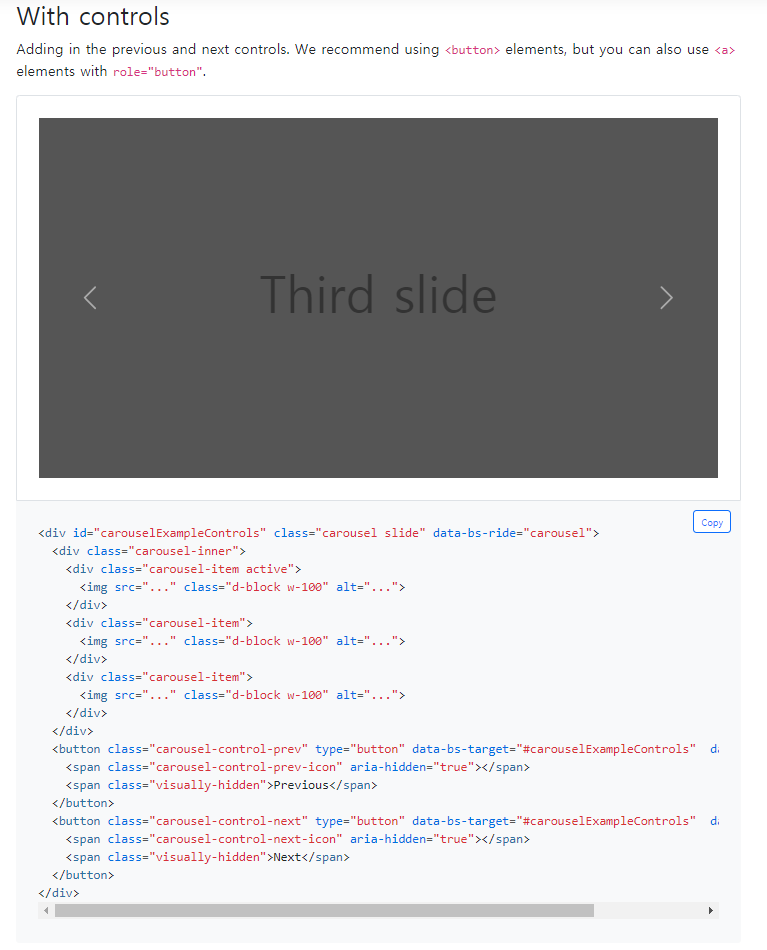 With controls
Adding in the previous and next controls. We recommend using <button> elements, but you can also use <a>
elements with role="button".
Third slide
Copy
<div id="carouselExampleControls" class="carousel slide" data-bs-ride="carousel">
  <div class="carousel-inner">
    <div class="carousel-item active">
      <img src="..." class="d-block w-100" alt="...">
    </div>
    <div class="carousel-item">
      <img src="..." class="d-block w-100" alt="...">
    </div>
    <div class="carousel-item">
      <img src="..." class="d-block w-100" alt="...">
    </div>
  </div>
  <button class="carousel-control-prev" type="button" data-bs-target="#carouselExampleControls"
    <span class="carousel-control-prev-icon" aria-hidden="true"></span>
    <span class="visually-hidden">Previous</span>
  </button>
  <button class="carousel-control-next" type="button" data-bs-target="#carouselExampleControls"
    <span class="carousel-control-next-icon" aria-hidden="true"></span>
    <span class="visually-hidden">Next</span>
  </button>
</div>